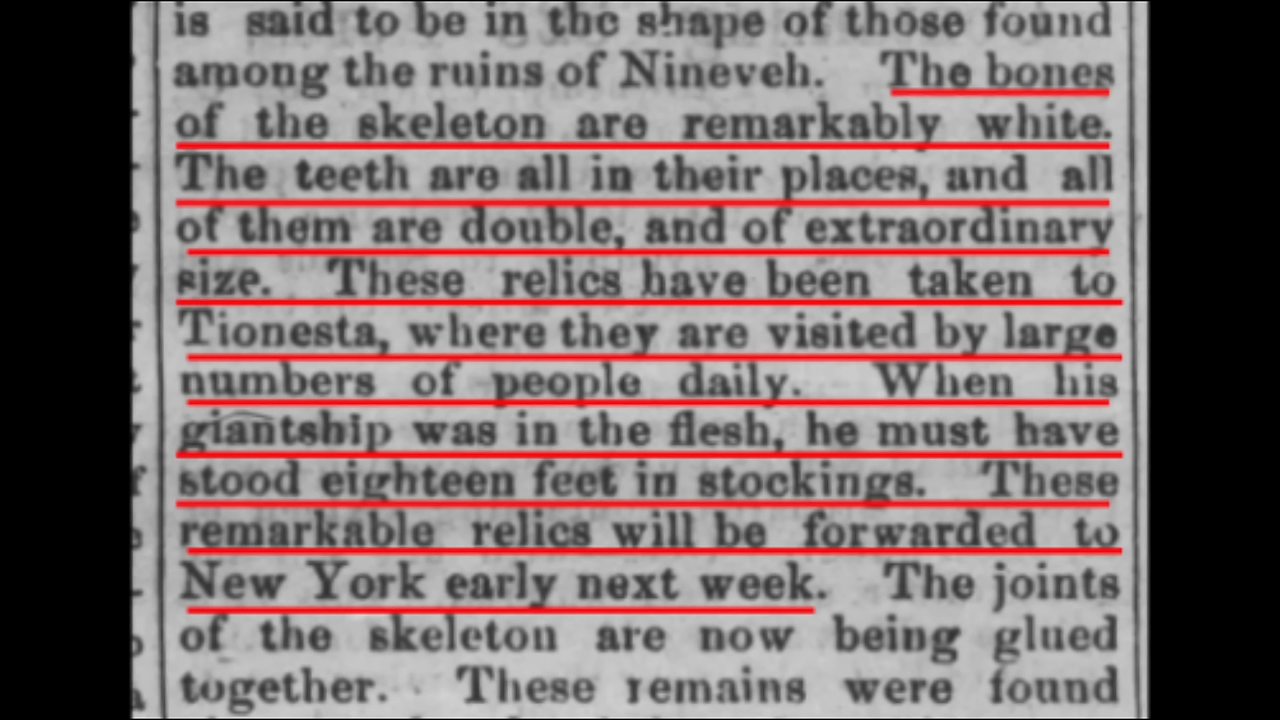 is said to be in the shape of those found
among the ruins of Nineveh. The bones
of the skeleton are remarkably white.
The teeth are all in their places, and all
of them are double, and of extraordinary
size. These relics have been taken to
Tionesta, where they are visited by large
numbers of people daily. When his
giantship was in the flesh, he must have
stood eighteen feet in stockings. These
remarkable relics will be forwarded to
New York early next week. The joints
of the skeleton are now being glued
together. These remains were found